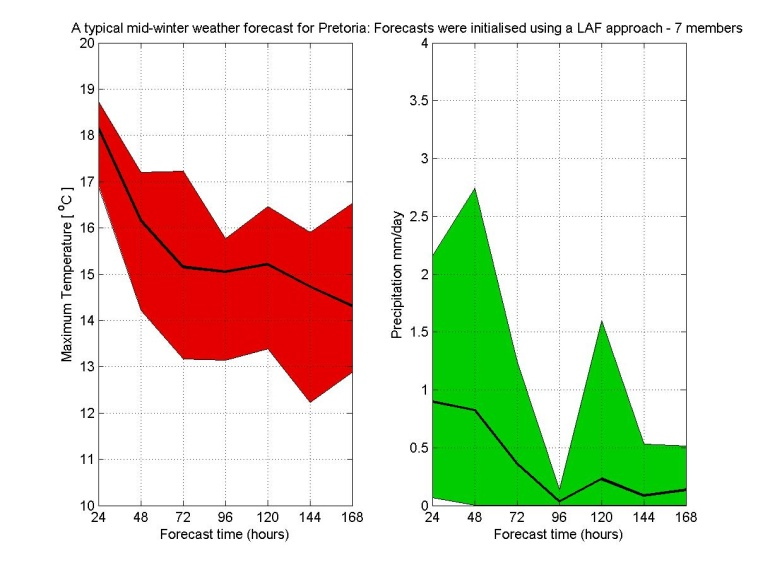 A typical mid-winter weather forecast for Pretoria: Forecasts were initialised using a LAF approach - 7 members
Maximum Temperature [ °C ]
20
19
18
17
16
15
14
13
12
11
10
24 48 72 96 120 144 168
Forecast time (hours)
Precipitation mm/day
4
3.5
3
2.5
2
1.5
1
0.5
0
24 48 72 96 120 144 168
Forecast time (hours)